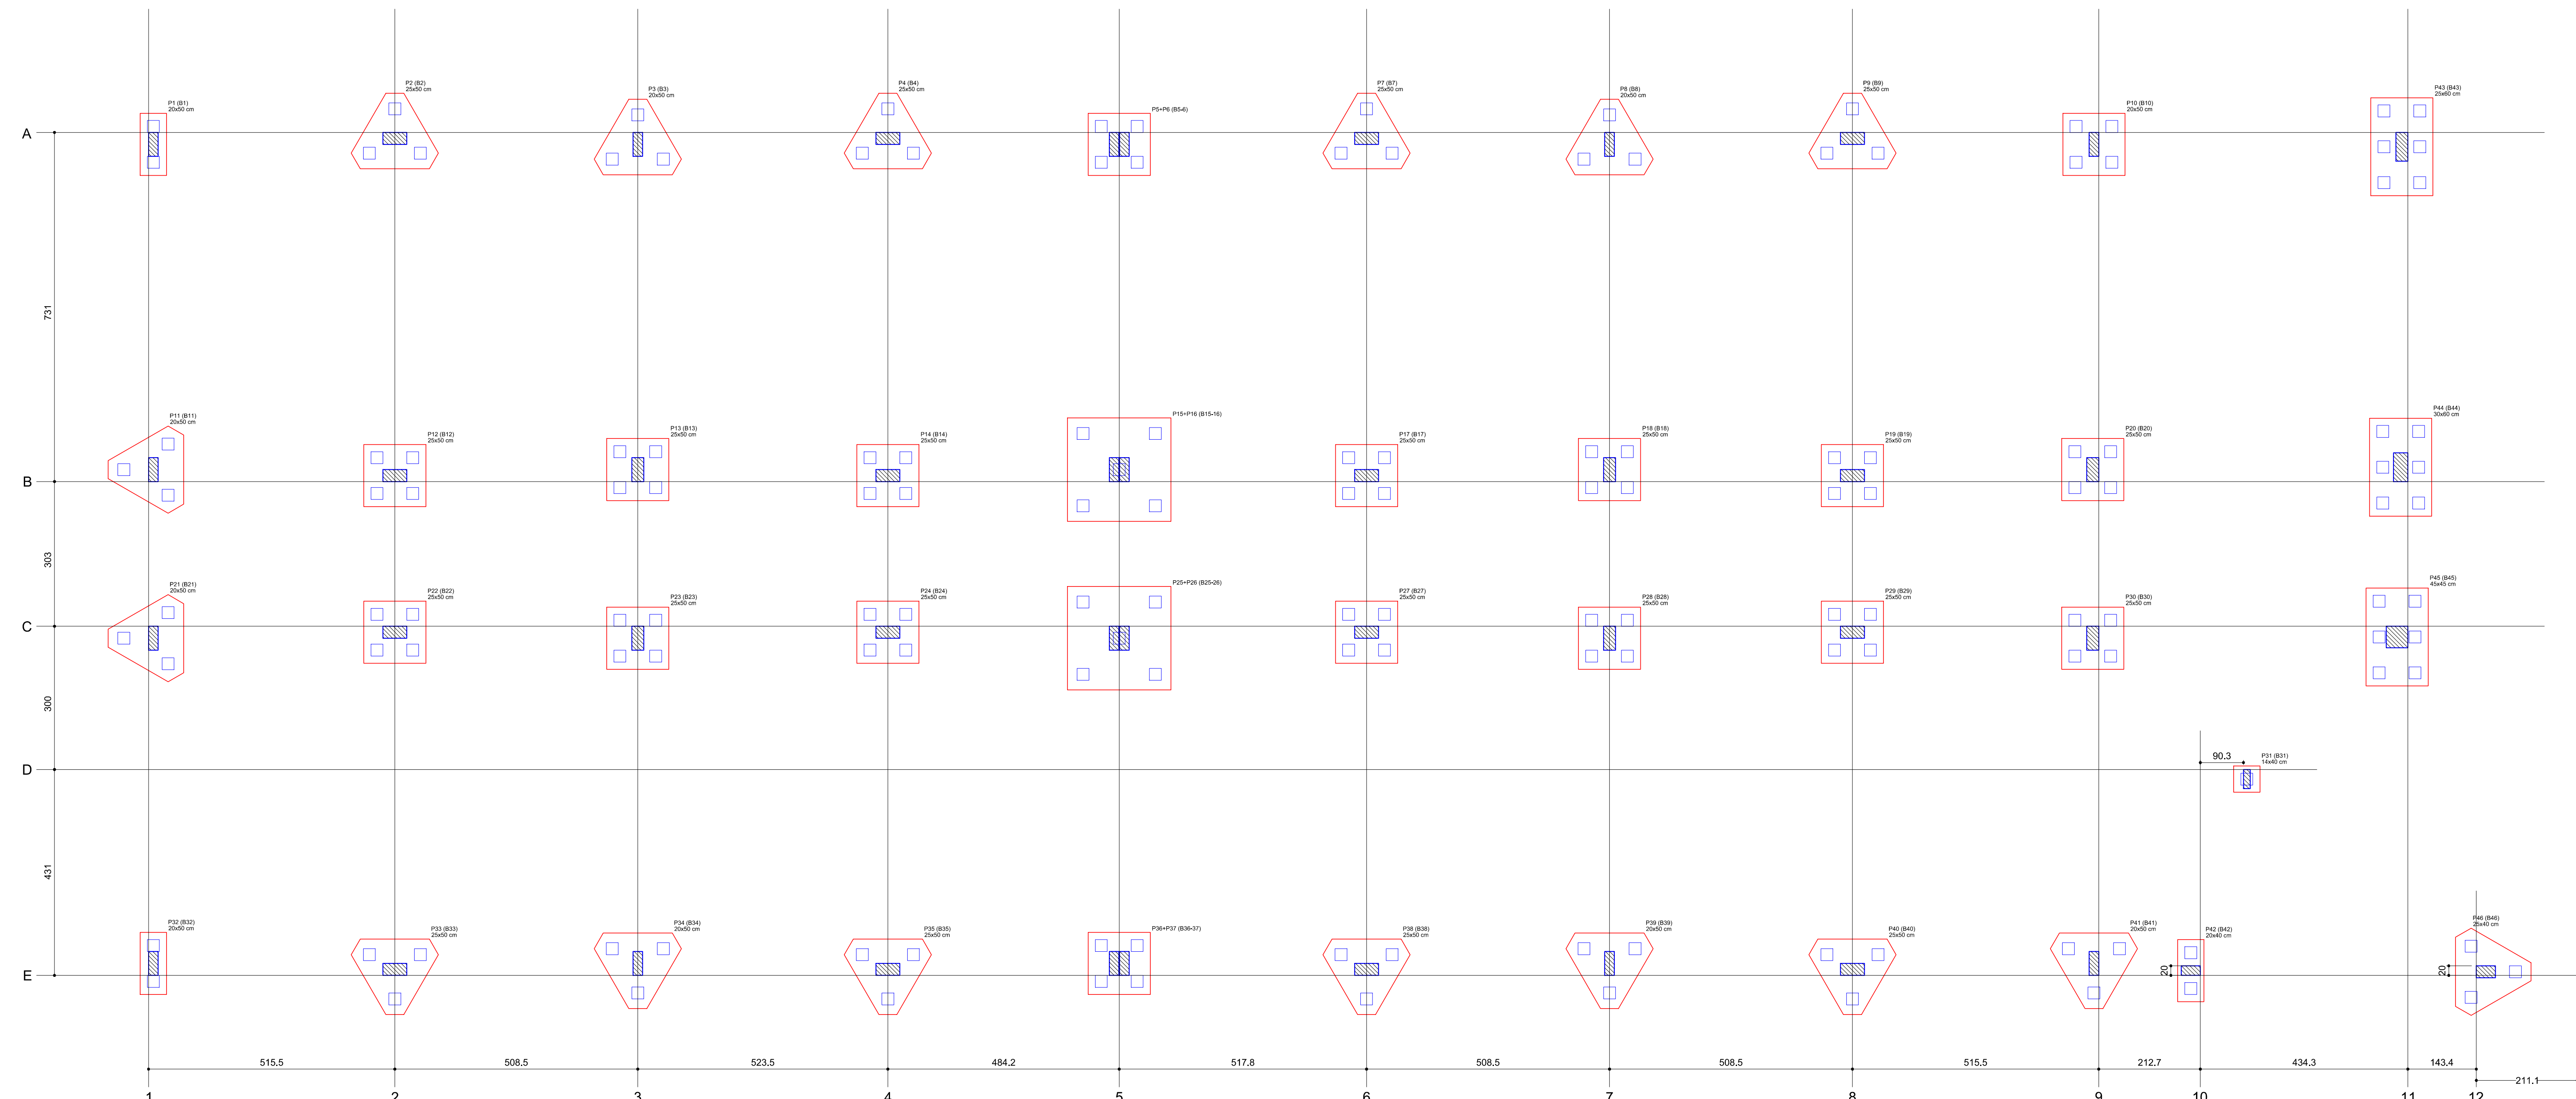 P1 (B1)
20x50 cm
P2 (B2)
25x50 cm
P3 (B3)
20x50 cm
P4 (B4)
25x50 cm
P5+P6 (B5-6)
P7 (B7)
25x50 cm
P8 (B8)
20x50 cm
P9 (B9)
25x50 cm
P10 (B10)
20x50 cm
P43 (B43)
25x60 cm
A
731
P11 (B11)
20x50 cm
P12 (B12)
25x50 cm
P13 (B13)
25x50 cm
P14 (B14)
25x50 cm
P15+P16 (B15-16)
P17 (B17)
25x50 cm
P18 (B18)
25x50 cm
P19 (B19)
25x50 cm
P20 (B20)
25x50 cm
P44 (B44)
30x60 cm
B
303
P21 (B21)
20x50 cm
P22 (B22)
25x50 cm
P23 (B23)
25x50 cm
P24 (B24)
25x50 cm
P25+P26 (B25-26)
P27 (B27)
25x50 cm
P28 (B28)
25x50 cm
P29 (B29)
25x50 cm
P30 (B30)
25x50 cm
P45 (B45)
45x45 cm
C
300
90.3
P31 (B31)
14x40 cm
D
431
P32 (B32)
20x50 cm
P33 (B33)
25x50 cm
P34 (B34)
20x50 cm
P35 (B35)
25x50 cm
P36+P37 (B36-37)
P38 (B38)
25x50 cm
P39 (B39)
20x50 cm
P40 (B40)
25x50 cm
P41 (B41)
20x50 cm
P42 (B42)
20x40 cm
P46 (B46)
25x40 cm
20
20
E
515.5
508.5
523.5
484.2
517.8
508.5
508.5
515.5
212.7
434.3
143.4
211.1
1
2
3
4
5
6
7
8
9
10
11
12